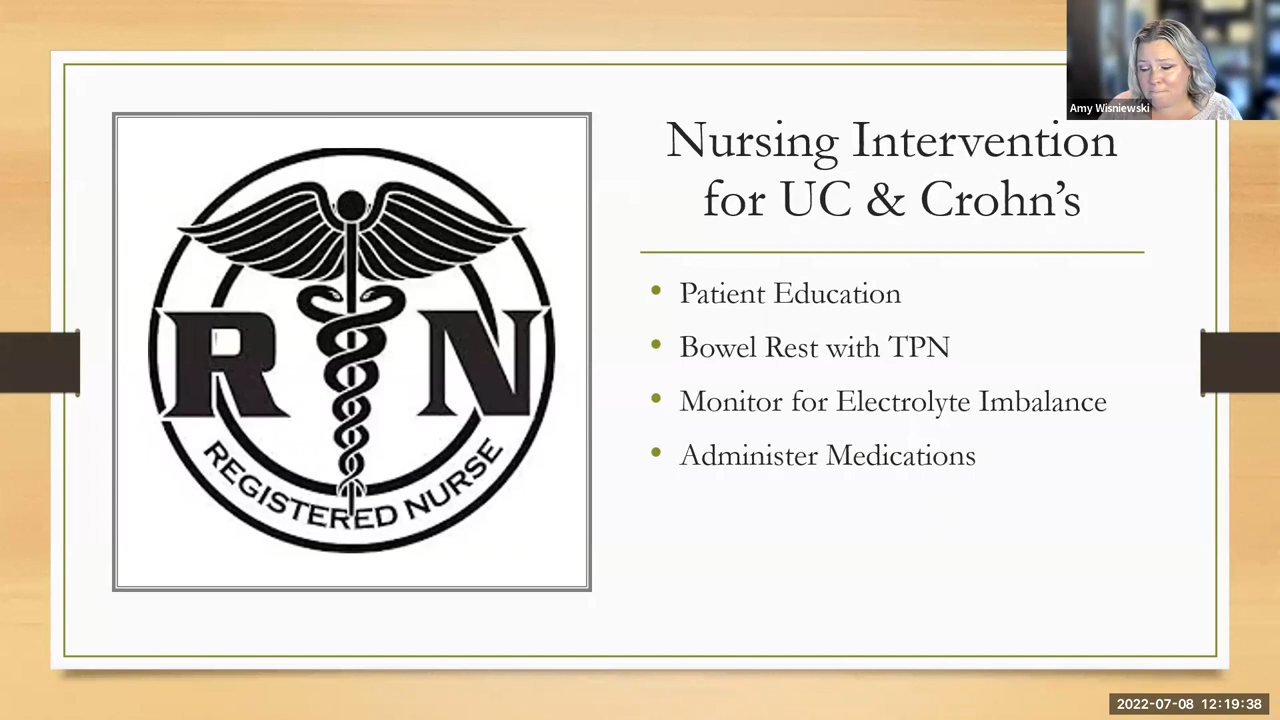 Amy Wisniewski
Nursing Intervention
for UC & Crohn’s
R N
REGISTERED NURSE
• Patient Education
• Bowel Rest with TPN
• Monitor for Electrolyte Imbalance
• Administer Medications
2022-07-08 12:19:38